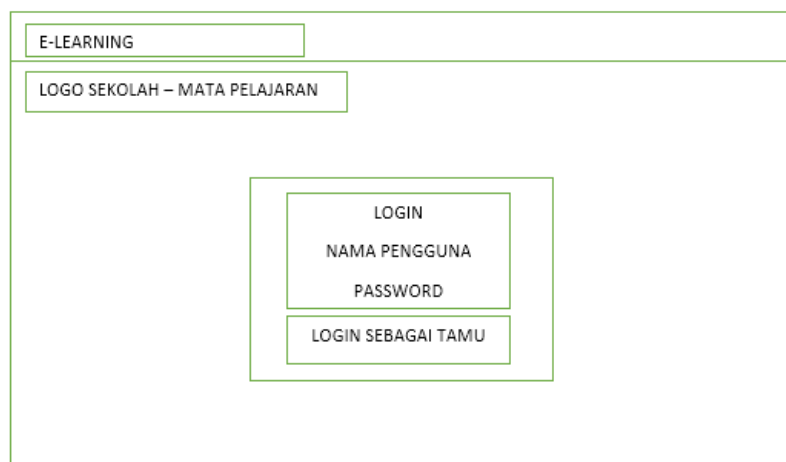 E-LEARNING
LOGO SEKOLAH – MATA PELAJARAN
LOGIN
NAMA PENGGUNA
PASSWORD
LOGIN SEBAGAI TAMU